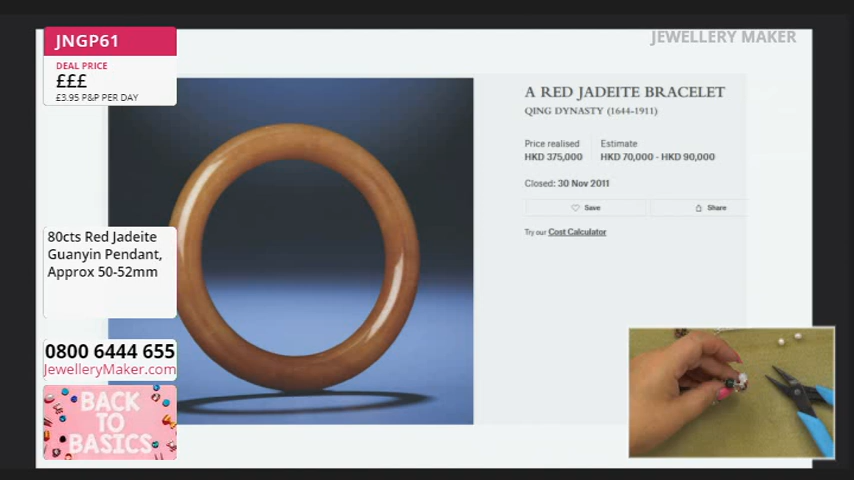 JNGP61
DEAL PRICE
£££
£3.95 P&P PER DAY
JEWELLERY MAKER
A RED JADEITE BRACELET
QING DYNASTY (1644-1911)
Price realised
HKD 375,000
Estimate
HKD 70,000 - HKD 90,000
Closed: 30 Nov 2011
Save
Share
Try our Cost Calculator
80cts Red Jadeite
Guanyin Pendant,
Approx 50-52mm
0800 6444 655
JewelleryMaker.com
BACK
TO
BASICS